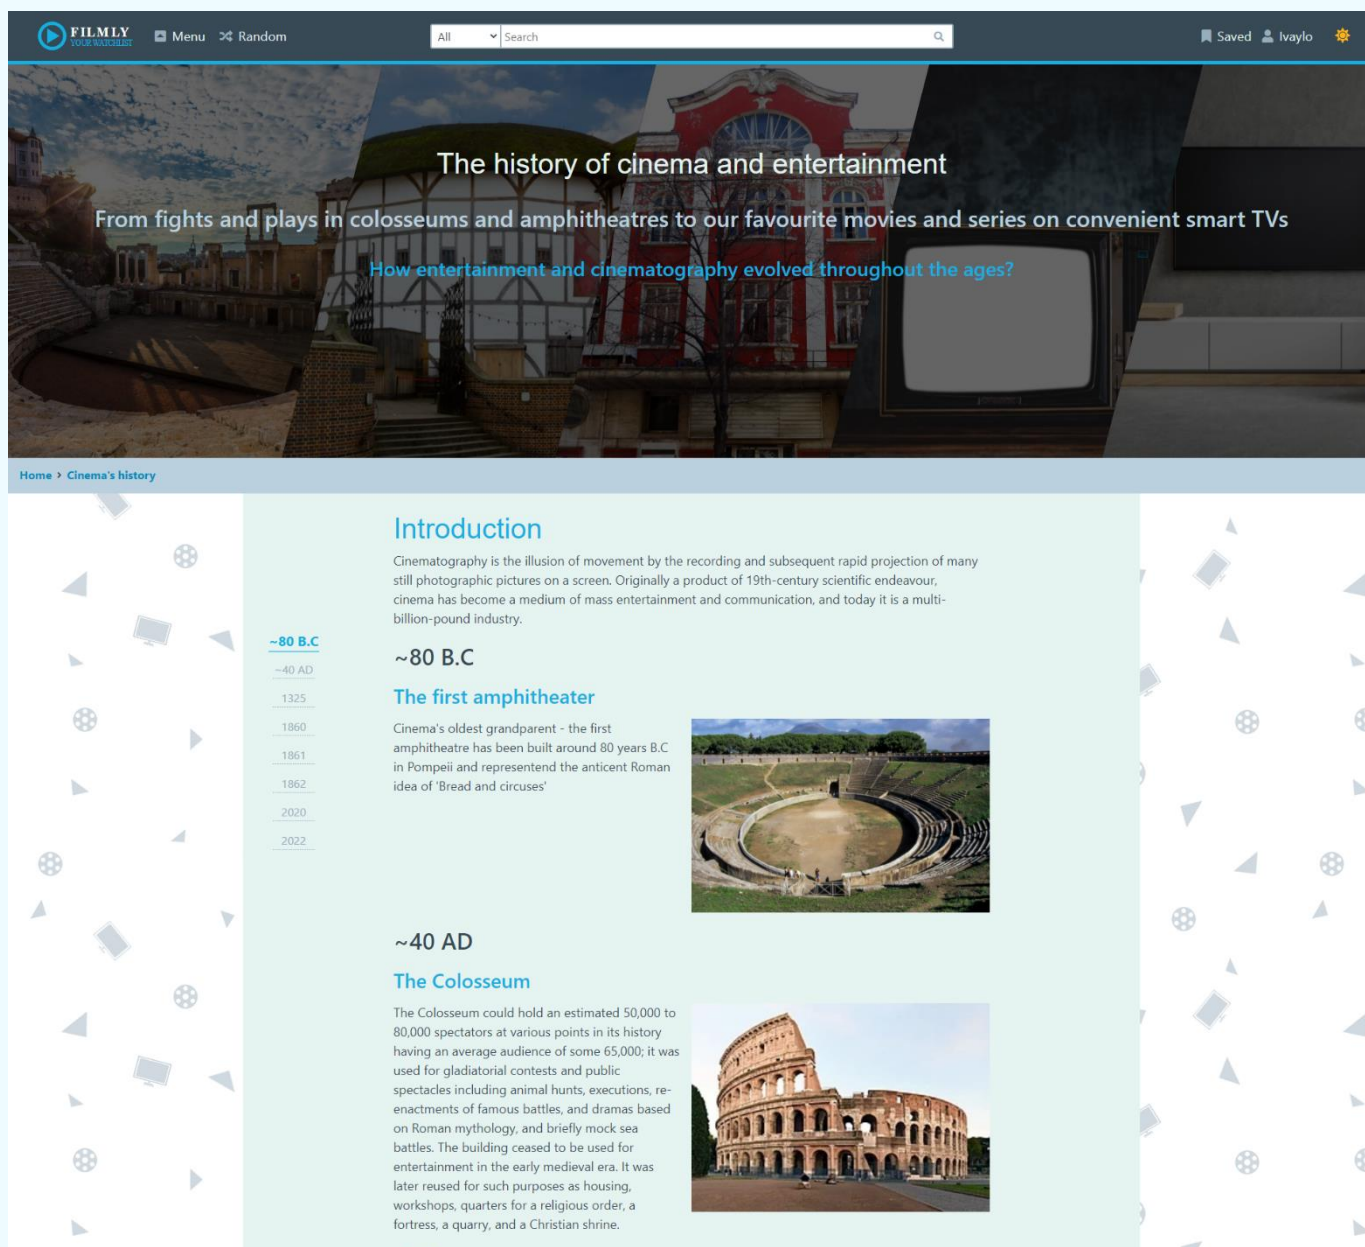 FILMLY
YOUR WATCHLIST
Menu
Random
All
Search
Saved
Ivaylo
The history of cinema and entertainment
From fights and plays in colosseums and amphitheatres to our favourite movies and series on convenient smart TVs
How entertainment and cinematography evolved throughout the ages?
Home › Cinema's history
Introduction
Cinematography is the illusion of movement by the recording and subsequent rapid projection of many
still photographic pictures on a screen. Originally a product of 19th-century scientific endeavour,
cinema has become a medium of mass entertainment and communication, and today it is a multi-
billion-pound industry.
~80 B.C
~40 AD
1325
1860
1861
1862
2020
2022
~80 B.C
The first amphitheater
Cinema's oldest grandparent - the first
amphitheatre has been built around 80 years B.C
in Pompeii and representend the anticent Roman
idea of 'Bread and circuses'
~40 AD
The Colosseum
The Colosseum could hold an estimated 50,000 to
80,000 spectators at various points in its history
having an average audience of some 65,000; it was
used for gladiatorial contests and public
spectacles including animal hunts, executions, re-
enactments of famous battles, and dramas based
on Roman mythology, and briefly mock sea
battles. The building ceased to be used for
entertainment in the early medieval era. It was
later reused for such purposes as housing,
workshops, quarters for a religious order, a
fortress, a quarry, and a Christian shrine.